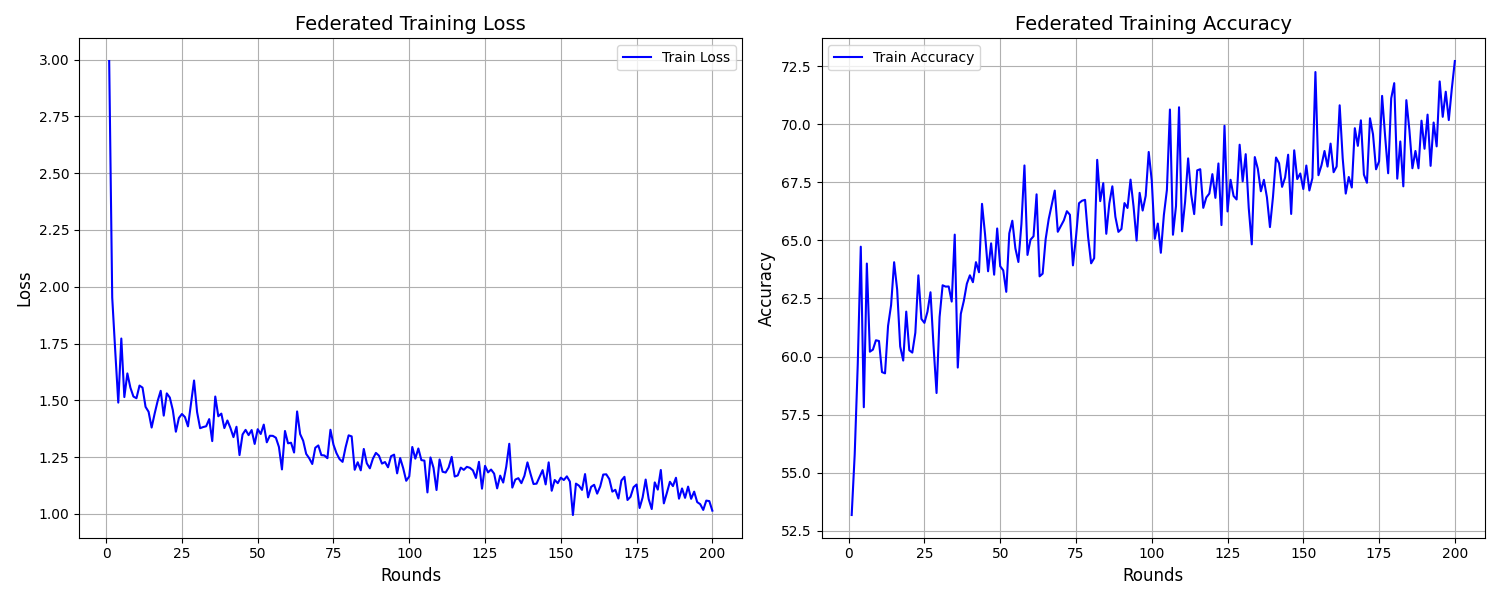 Federated Training Loss
Train Loss
3.00
2.75
2.50
2.25
2.00
1.75
1.50
1.25
1.00
Loss
0 25 50 75 100 125 150 175 200
Rounds
Federated Training Accuracy
Train Accuracy
72.5
70.0
67.5
65.0
62.5
60.0
57.5
55.0
52.5
Accuracy
0 25 50 75 100 125 150 175 200
Rounds